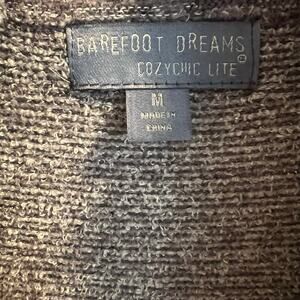 BAREFOOT DREAMS
COZYCHIC LITE®
M
MADE IN
CHINA